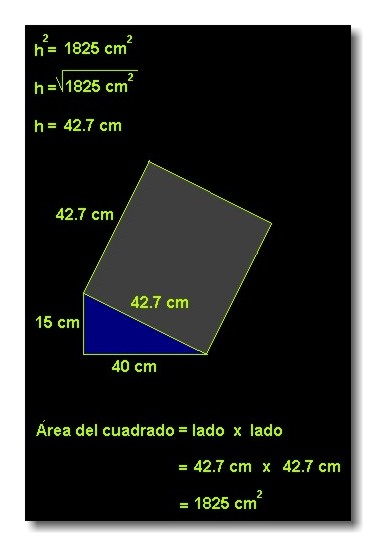 h² = 1825 cm²
h = √1825 cm²
h = 42.7 cm
42.7 cm
42.7 cm
15 cm
40 cm
Área del cuadrado = lado x lado
= 42.7 cm x 42.7 cm
= 1825 cm²